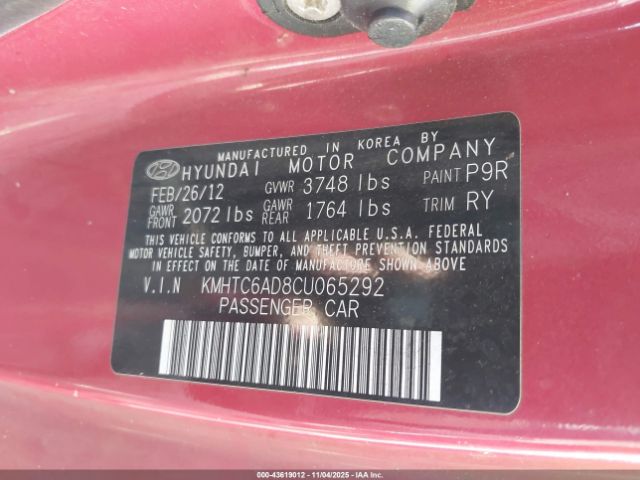 MANUFACTURED IN KOREA BY
HYUNDAI MOTOR COMPANY
FEB/26/12 GVWR 3748 lbs PAINT P9R
GAWR FRONT 2072 lbs GAWR REAR 1764 lbs TRIM RY
THIS VEHICLE CONFORMS TO ALL APPLICABLE U.S.A. FEDERAL
MOTOR VEHICLE SAFETY, BUMPER, AND THEFT PREVENTION STANDARDS
IN EFFECT ON THE DATE OF MANUFACTURE SHOWN ABOVE.
V.I.N KMHTC6AD8CU065292
PASSENGER CAR
000-43619012 - 11/04/2025 - IAAI.COM